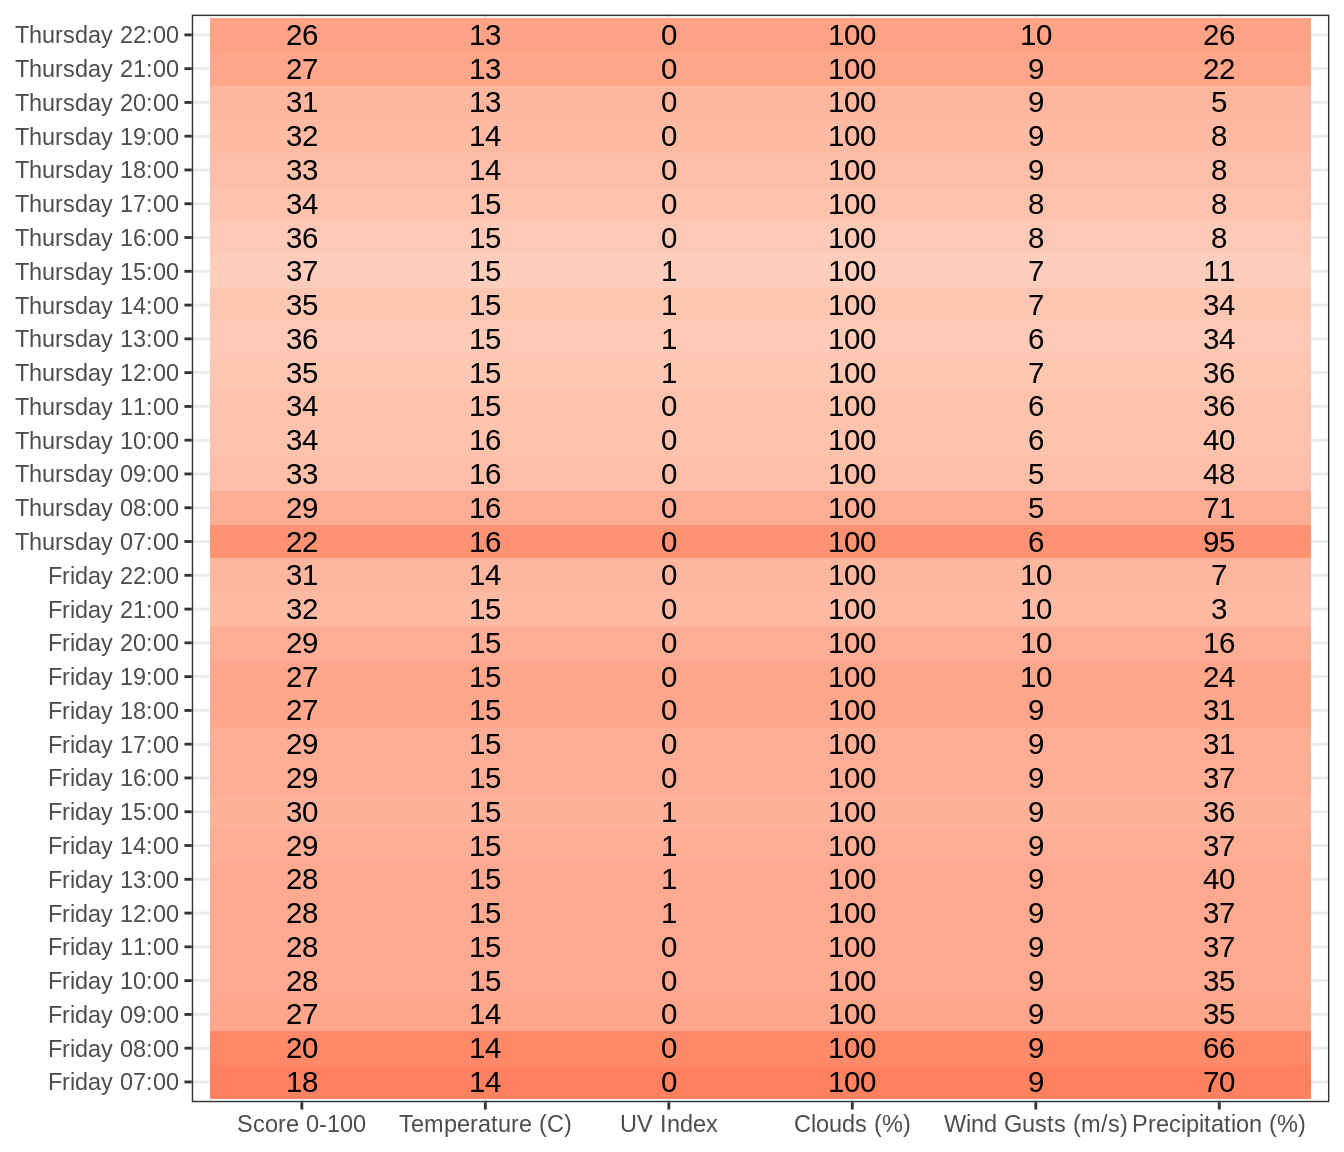 Thursday 22:00 26 13 0 100 10 26
Thursday 21:00 27 13 0 100 9 22
Thursday 20:00 31 13 0 100 9 5
Thursday 19:00 32 14 0 100 9 8
Thursday 18:00 33 14 0 100 9 8
Thursday 17:00 34 15 0 100 8 8
Thursday 16:00 36 15 0 100 8 8
Thursday 15:00 37 15 1 100 7 11
Thursday 14:00 35 15 1 100 7 34
Thursday 13:00 36 15 1 100 6 34
Thursday 12:00 35 15 1 100 7 36
Thursday 11:00 34 15 0 100 6 36
Thursday 10:00 34 16 0 100 6 40
Thursday 09:00 33 16 0 100 5 48
Thursday 08:00 29 16 0 100 5 71
Thursday 07:00 22 16 0 100 6 95
Friday 22:00 31 14 0 100 10 7
Friday 21:00 32 15 0 100 10 3
Friday 20:00 29 15 0 100 10 16
Friday 19:00 27 15 0 100 10 24
Friday 18:00 27 15 0 100 9 31
Friday 17:00 29 15 0 100 9 31
Friday 16:00 29 15 0 100 9 37
Friday 15:00 30 15 1 100 9 36
Friday 14:00 29 15 1 100 9 37
Friday 13:00 28 15 1 100 9 40
Friday 12:00 28 15 1 100 9 37
Friday 11:00 28 15 0 100 9 37
Friday 10:00 28 15 0 100 9 35
Friday 09:00 27 14 0 100 9 35
Friday 08:00 20 14 0 100 9 66
Friday 07:00 18 14 0 100 9 70
Score 0-100 Temperature (C) UV Index Clouds (%) Wind Gusts (m/s) Precipitation (%)